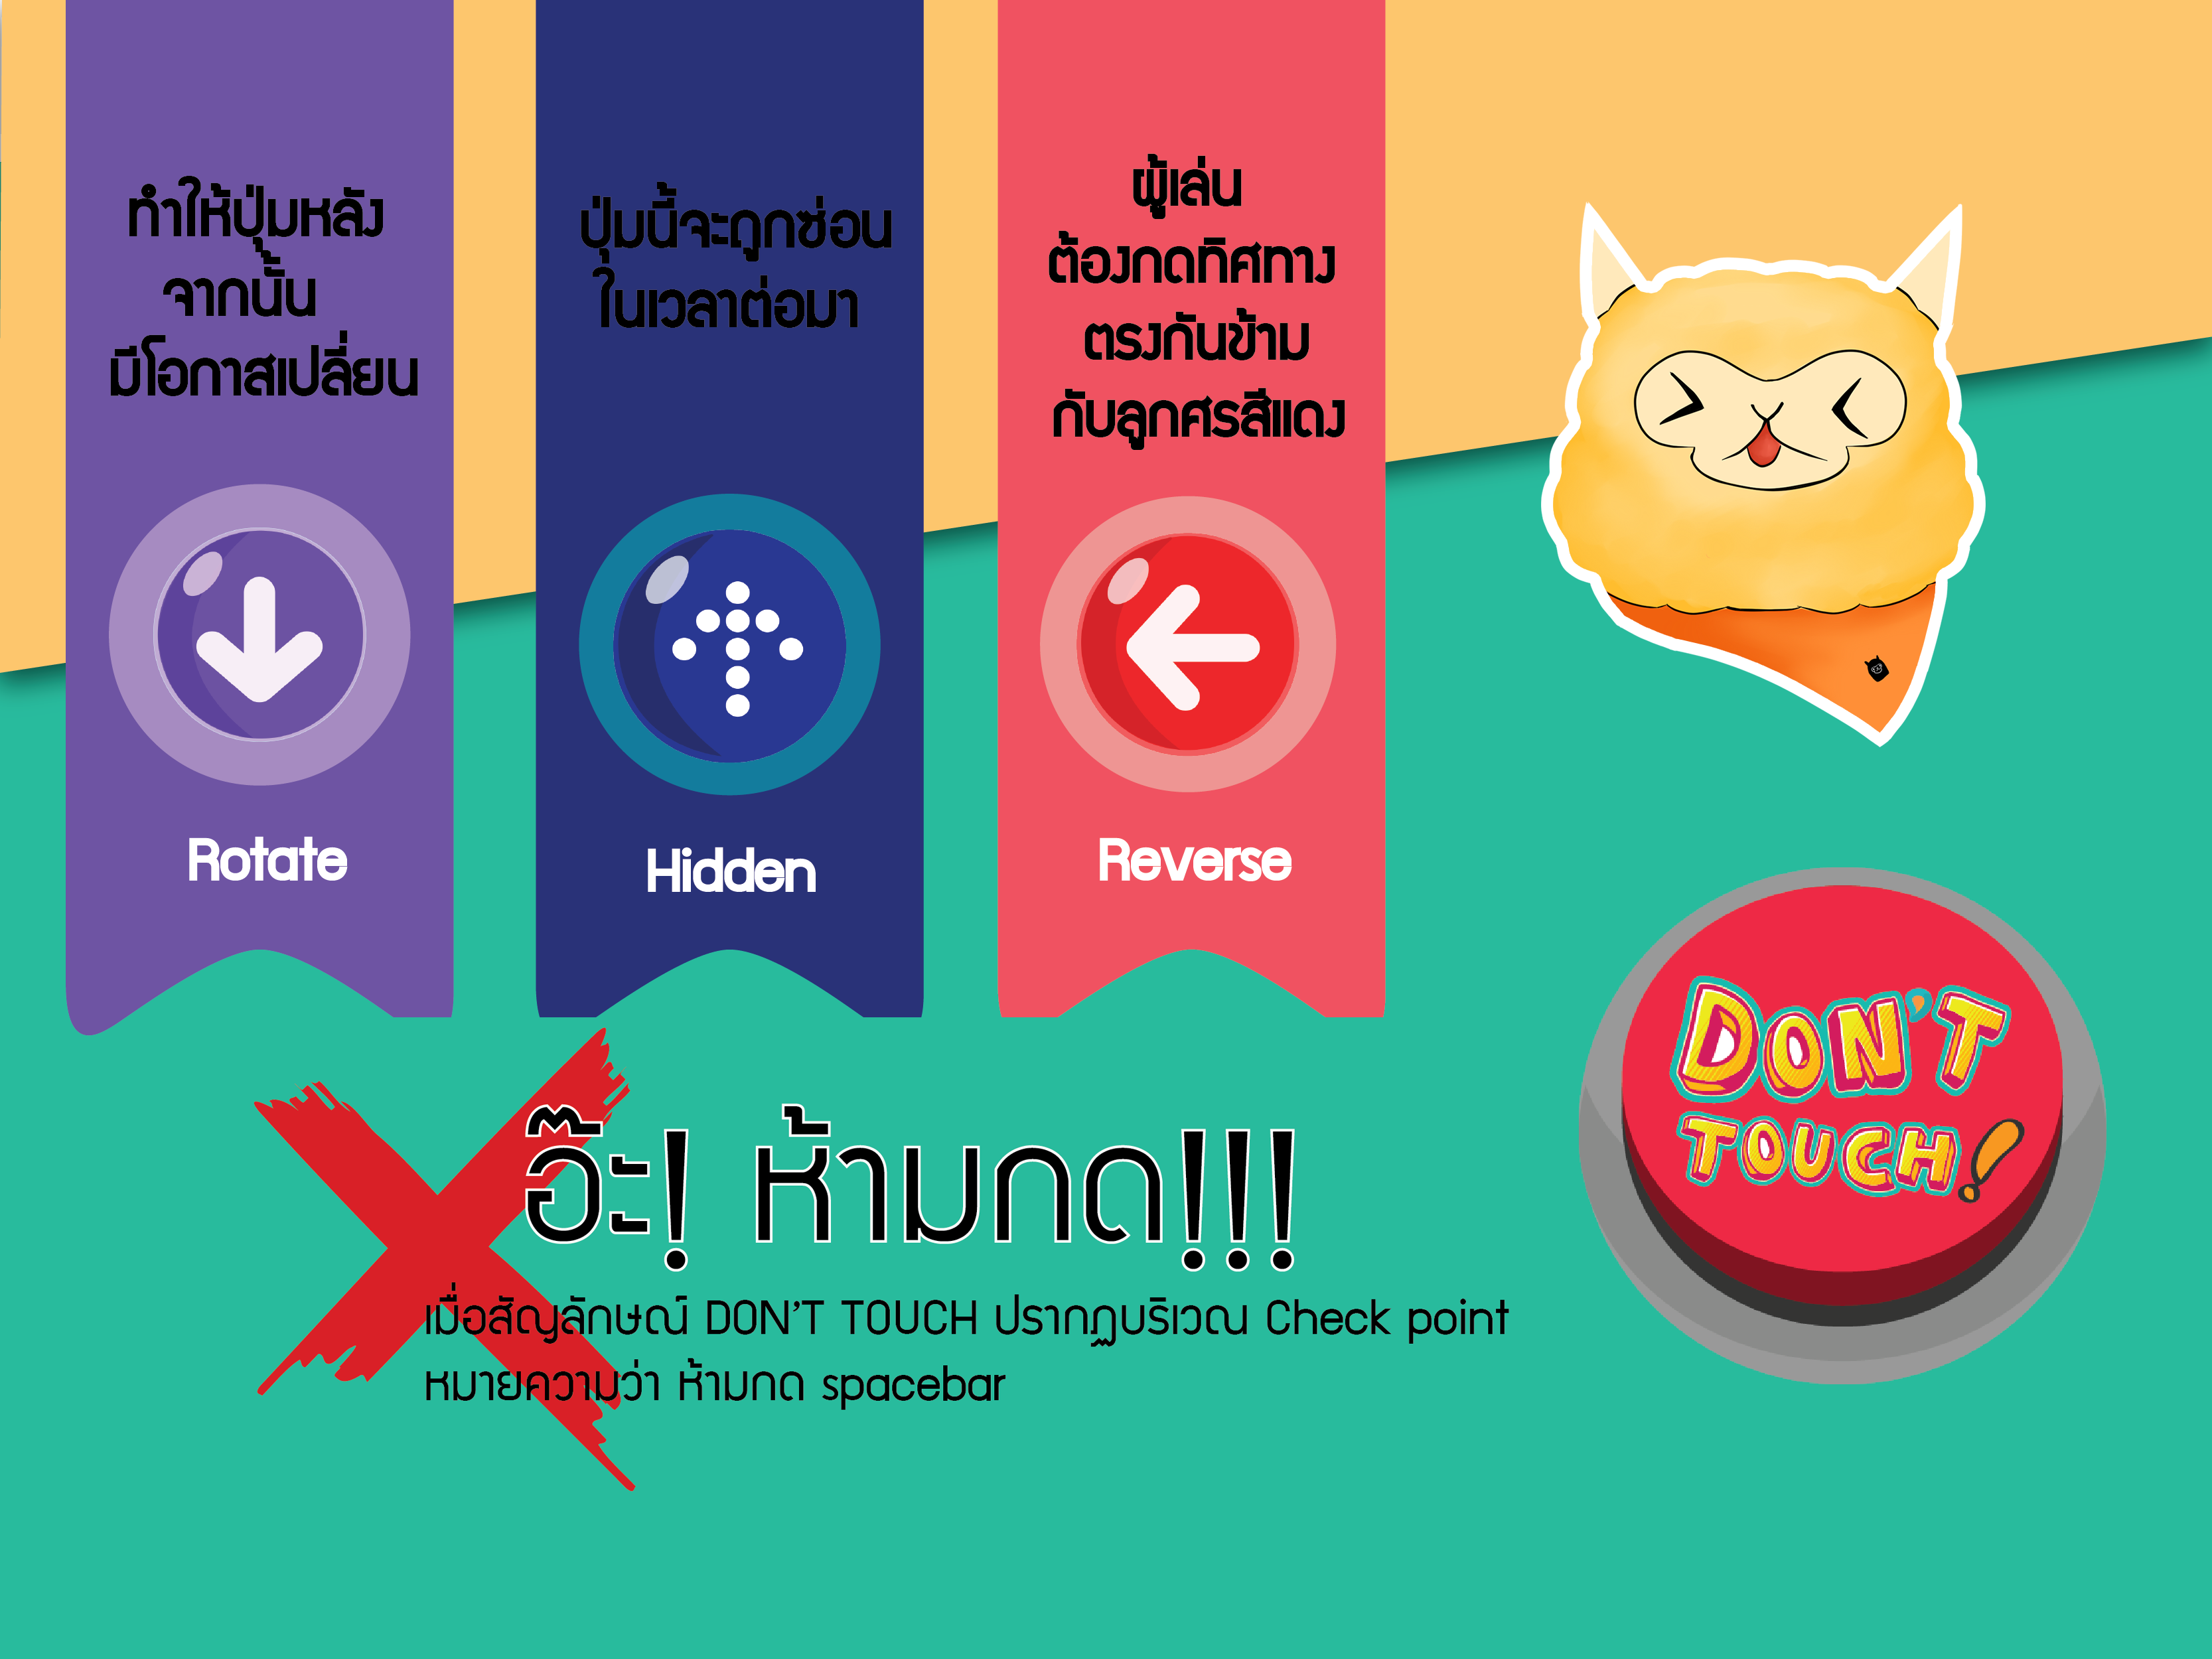 ทำให้ปุ่มหลัง
จากนั้น
มีโอกาสเปลี่ยน
Rotate
ปุ่มนี้จะถูกซ่อน
ในเวลาต่อมา
Hidden
ผู้เล่น
ต้องกดทิศทาง
ตรงกันข้าม
กับลูกศรสีแดง
Reverse
DON'T
TOUCH!
อ๊ะ! ห้ามกด!!!
เมื่อสัญลักษณ์ DON'T TOUCH ปรากฏบริเวณ Check point
หมายความว่า ห้ามกด spacebar